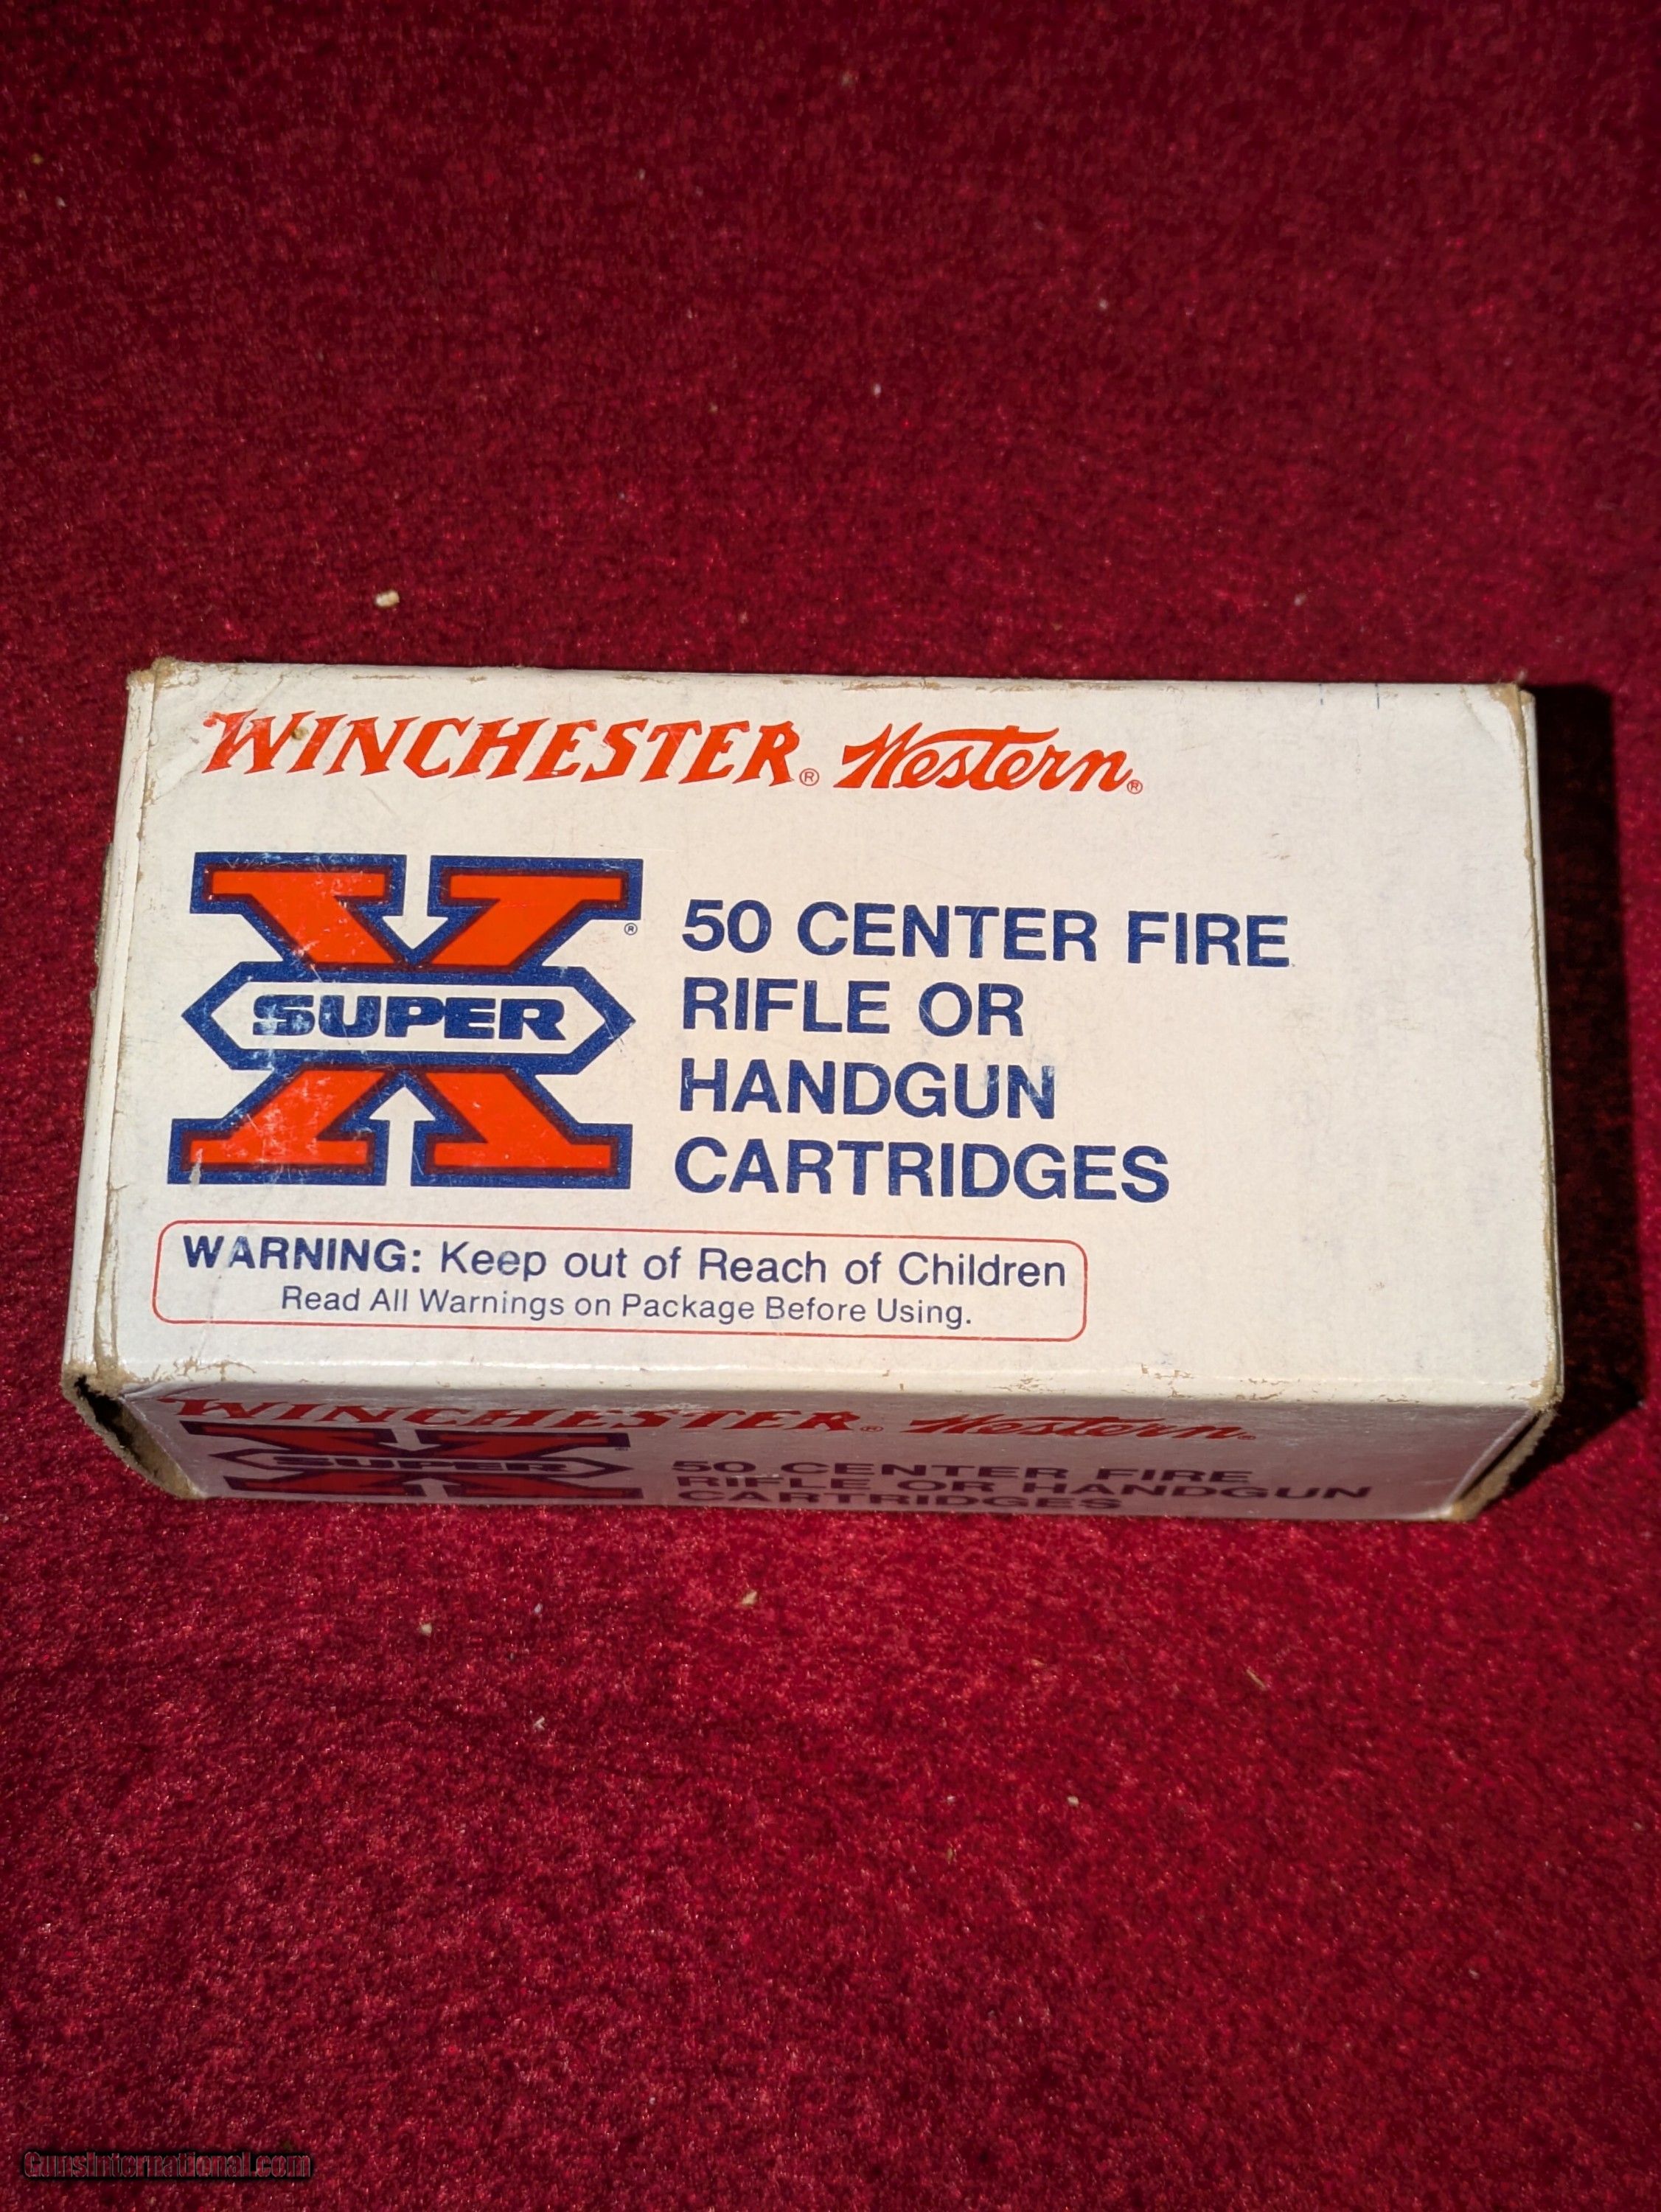 WINCHESTER® Western®
X®
SUPER
50 CENTER FIRE
RIFLE OR
HANDGUN
CARTRIDGES
WARNING: Keep out of Reach of Children
Read All Warnings on Package Before Using.
WINCHESTER® Western®
X®
SUPER
50 CENTER FIRE
RIFLE OR HANDGUN
CARTRIDGES
GunsInternational.com